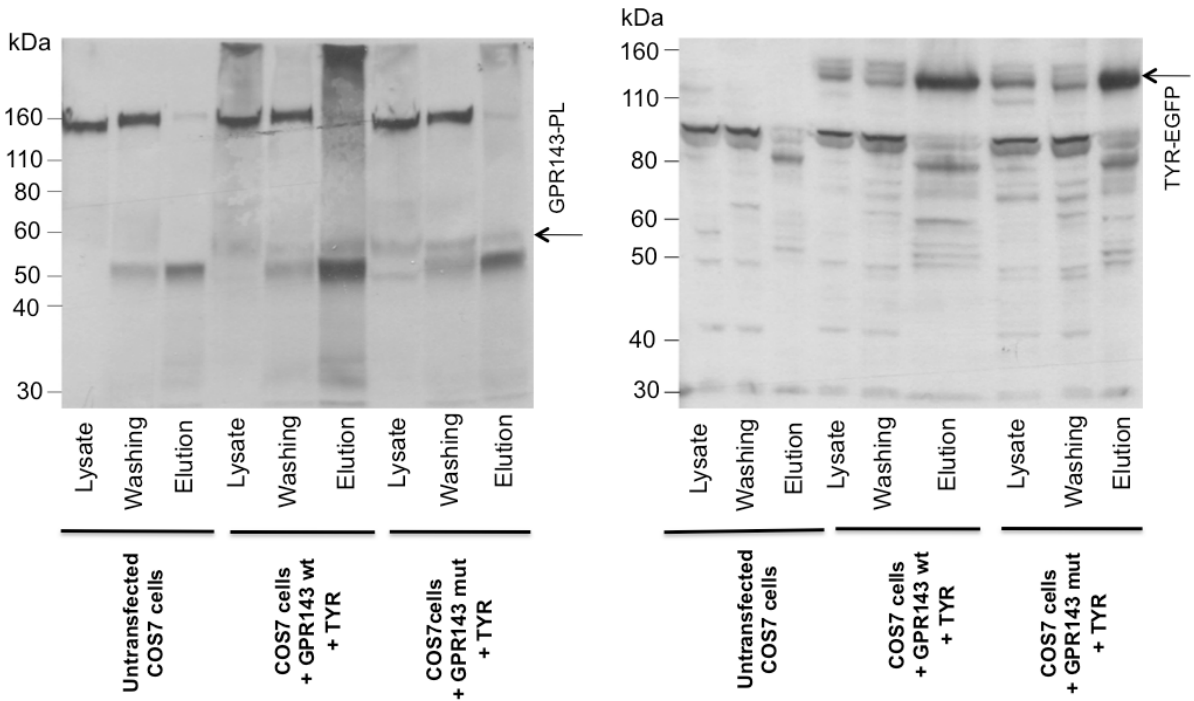 kDa
160
110
80
60
50
40
30
GPR143-PL
Lysate
Washing
Elution
Lysate
Washing
Elution
Lysate
Washing
Elution
Untransfected
COS7 cells
COS7 cells
+ GPR143 wt
+ TYR
COS7cells
+ GPR143 mut
+ TYR
kDa
160
110
80
60
50
40
30
TYR-EGFP
Lysate
Washing
Elution
Lysate
Washing
Elution
Lysate
Washing
Elution
Untransfected
COS7 cells
COS7 cells
+ GPR143 wt
+ TYR
COS7 cells
+ GPR143 mut
+ TYR